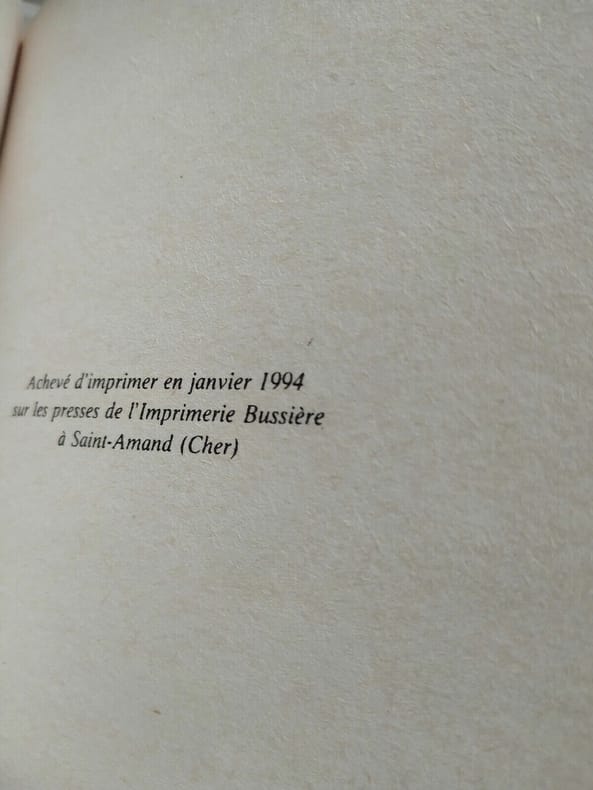 Achevé d'imprimer en janvier 1994
sur les presses de l'Imprimerie Bussière
à Saint-Amand (Cher)